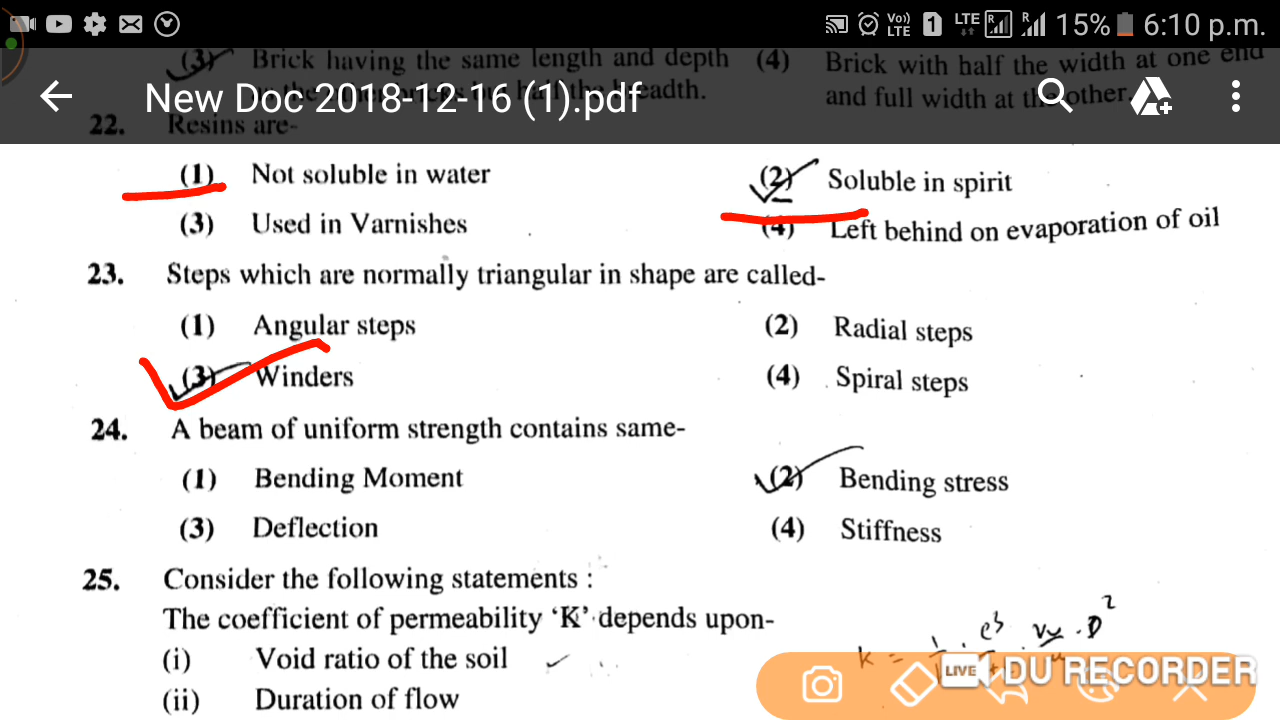 Vo)) LTE 1 LTE R R 15% 6:10 p.m.
(3) Brick having the same length and depth (4) Brick with half the width at one end
New Doc 2018-12-16 (1).pdf
breadth. and full width at the other.
22. Resins are-
(1) Not soluble in water (2) Soluble in spirit
(3) Used in Varnishes (4) Left behind on evaporation of oil
23. Steps which are normally triangular in shape are called-
(1) Angular steps (2) Radial steps
(3) Winders (4) Spiral steps
24. A beam of uniform strength contains same-
(1) Bending Moment (2) Bending stress
(3) Deflection (4) Stiffness
25. Consider the following statements :
The coefficient of permeability ‘K’ depends upon-
(i) Void ratio of the soil
k =
(ii) Duration of flow
LIVE DU RECORDER